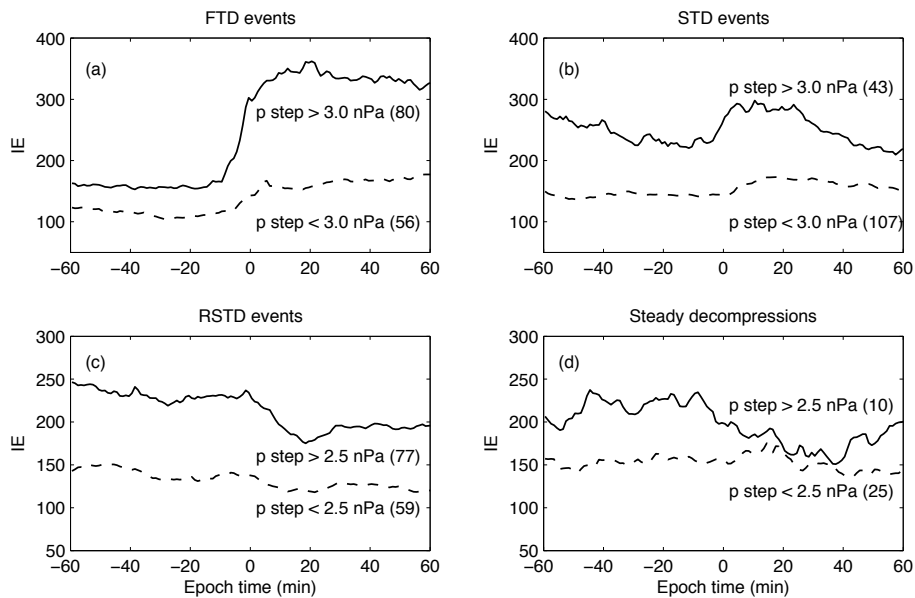 FTD events
400
300
200
100
IE
(a)
p step > 3.0 nPa (80)
p step < 3.0 nPa (56)
−60 −40 −20 0 20 40 60
STD events
400
300
200
100
IE
(b)
p step > 3.0 nPa (43)
p step < 3.0 nPa (107)
−60 −40 −20 0 20 40 60
RSTD events
300
250
200
150
100
50
IE
(c)
p step > 2.5 nPa (77)
p step < 2.5 nPa (59)
−60 −40 −20 0 20 40 60
Epoch time (min)
Steady decompressions
300
250
200
150
100
50
IE
(d)
p step > 2.5 nPa (10)
p step < 2.5 nPa (25)
−60 −40 −20 0 20 40 60
Epoch time (min)